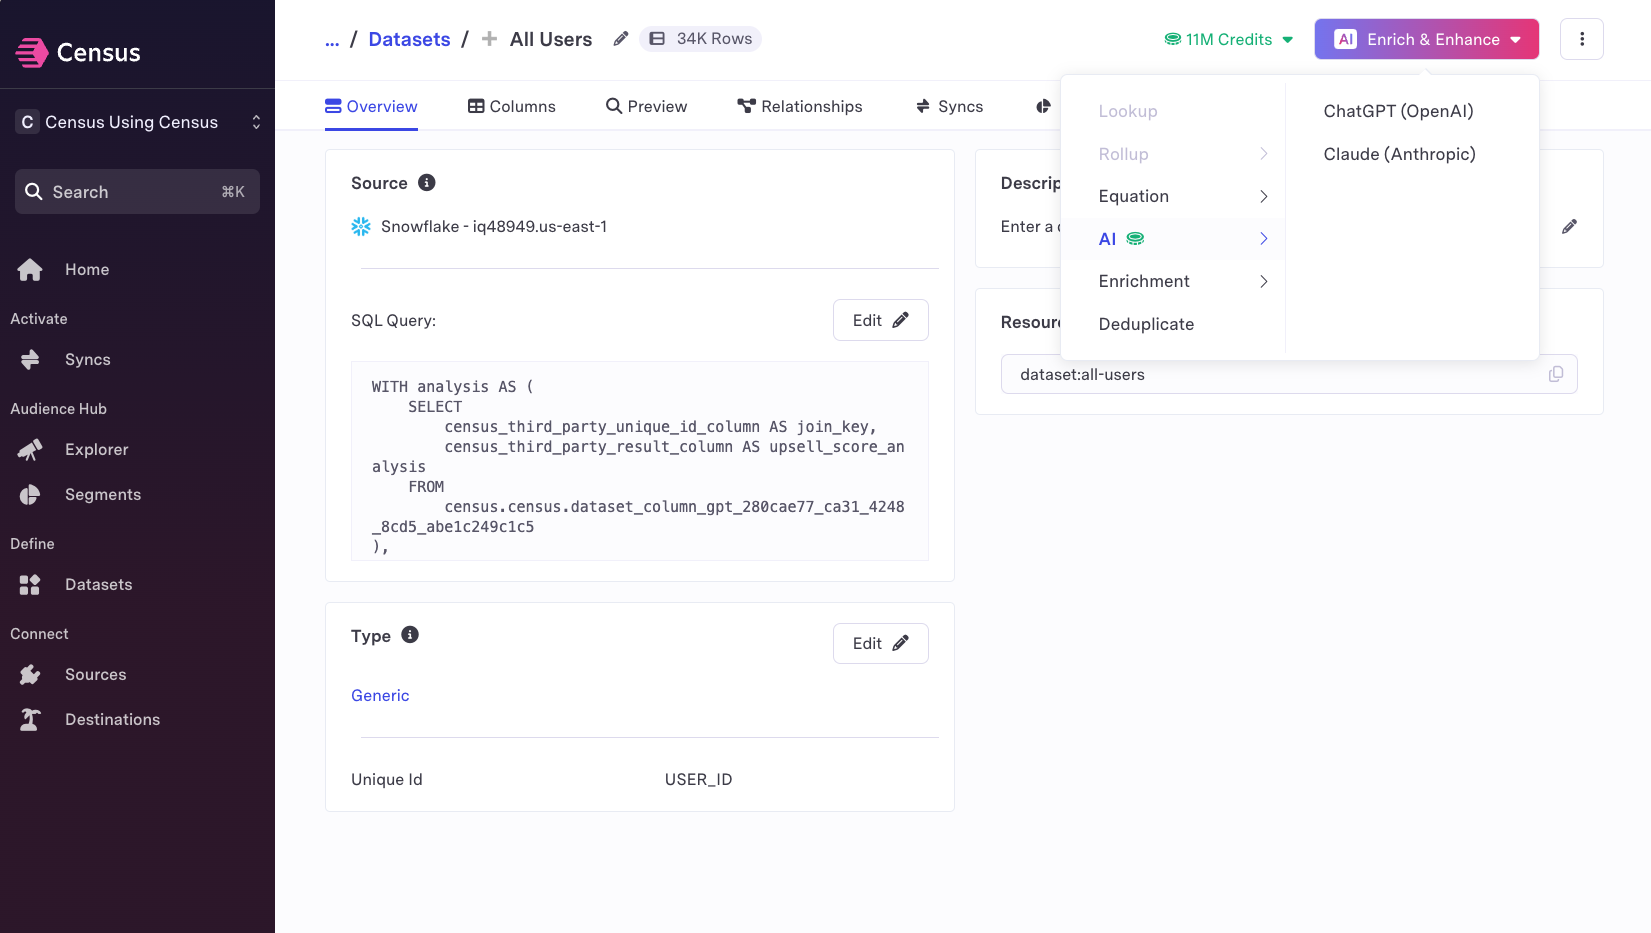 Census
C Census Using Census
Search ⌘K
Home
Activate
Syncs
Audience Hub
Explorer
Segments
Define
Datasets
Connect
Sources
Destinations
... / Datasets / All Users 34K Rows
11M Credits
AI Enrich & Enhance
Overview Columns Preview Relationships Syncs
Lookup
Rollup
Equation
AI
Enrichment
Deduplicate
ChatGPT (OpenAI)
Claude (Anthropic)
Source
Snowflake - iq48949.us-east-1
SQL Query:
Edit
WITH analysis AS (
SELECT
census_third_party_unique_id_column AS join_key,
census_third_party_result_column AS upsell_score_an
alysis
FROM
census.census.dataset_column_gpt_280cae77_ca31_4248
_8cd5_abe1c249c1c5
),
Type
Edit
Generic
Unique Id USER_ID
Descrip
Enter a
Resour
dataset:all-users